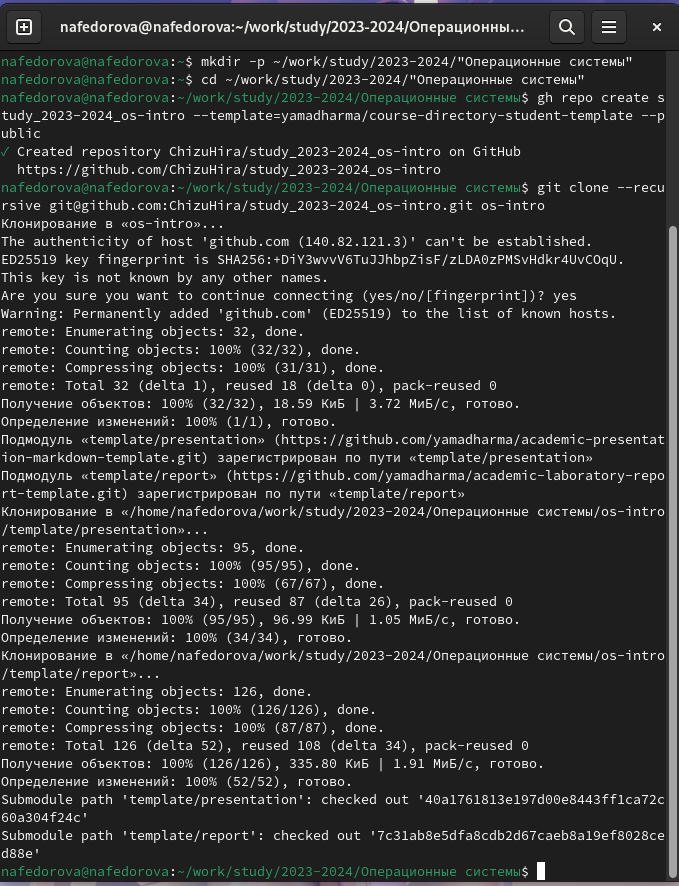 nafedorova@nafedorova:~/work/study/2023-2024/Операционны...
nafedorova@nafedorova:~$ mkdir -p ~/work/study/2023-2024/"Операционные системы"
nafedorova@nafedorova:~$ cd ~/work/study/2023-2024/"Операционные системы"
nafedorova@nafedorova:~/work/study/2023-2024/Операционные системы$ gh repo create s
tudy_2023-2024_os-intro --template=yamadharma/course-directory-student-template --p
ublic
✓ Created repository ChizuHira/study_2023-2024_os-intro on GitHub
  https://github.com/ChizuHira/study_2023-2024_os-intro
nafedorova@nafedorova:~/work/study/2023-2024/Операционные системы$ git clone --recu
rsive git@github.com:ChizuHira/study_2023-2024_os-intro.git os-intro
Клонирование в «os-intro»...
The authenticity of host 'github.com (140.82.121.3)' can't be established.
ED25519 key fingerprint is SHA256:+DiY3wvvV6TuJJhbpZisF/zLDA0zPMSvHdkr4UvCOqU.
This key is not known by any other names.
Are you sure you want to continue connecting (yes/no/[fingerprint])? yes
Warning: Permanently added 'github.com' (ED25519) to the list of known hosts.
remote: Enumerating objects: 32, done.
remote: Counting objects: 100% (32/32), done.
remote: Compressing objects: 100% (31/31), done.
remote: Total 32 (delta 1), reused 18 (delta 0), pack-reused 0
Получение объектов: 100% (32/32), 18.59 КиБ | 3.72 МиБ/с, готово.
Определение изменений: 100% (1/1), готово.
Подмодуль «template/presentation» (https://github.com/yamadharma/academic-presentat
ion-markdown-template.git) зарегистрирован по пути «template/presentation»
Подмодуль «template/report» (https://github.com/yamadharma/academic-laboratory-repo
rt-template.git) зарегистрирован по пути «template/report»
Клонирование в «/home/nafedorova/work/study/2023-2024/Операционные системы/os-intro
/template/presentation»...
remote: Enumerating objects: 95, done.
remote: Counting objects: 100% (95/95), done.
remote: Compressing objects: 100% (67/67), done.
remote: Total 95 (delta 34), reused 87 (delta 26), pack-reused 0
Получение объектов: 100% (95/95), 96.99 КиБ | 1.05 МиБ/с, готово.
Определение изменений: 100% (34/34), готово.
Клонирование в «/home/nafedorova/work/study/2023-2024/Операционные системы/os-intro
/template/report»...
remote: Enumerating objects: 126, done.
remote: Counting objects: 100% (126/126), done.
remote: Compressing objects: 100% (87/87), done.
remote: Total 126 (delta 52), reused 108 (delta 34), pack-reused 0
Получение объектов: 100% (126/126), 335.80 КиБ | 1.91 МиБ/с, готово.
Определение изменений: 100% (52/52), готово.
Submodule path 'template/presentation': checked out '40a1761813e197d00e8443ff1ca72c
60a304f24c'
Submodule path 'template/report': checked out '7c31ab8e5dfa8cdb2d67caeb8a19ef8028ce
d88e'
nafedorova@nafedorova:~/work/study/2023-2024/Операционные системы$